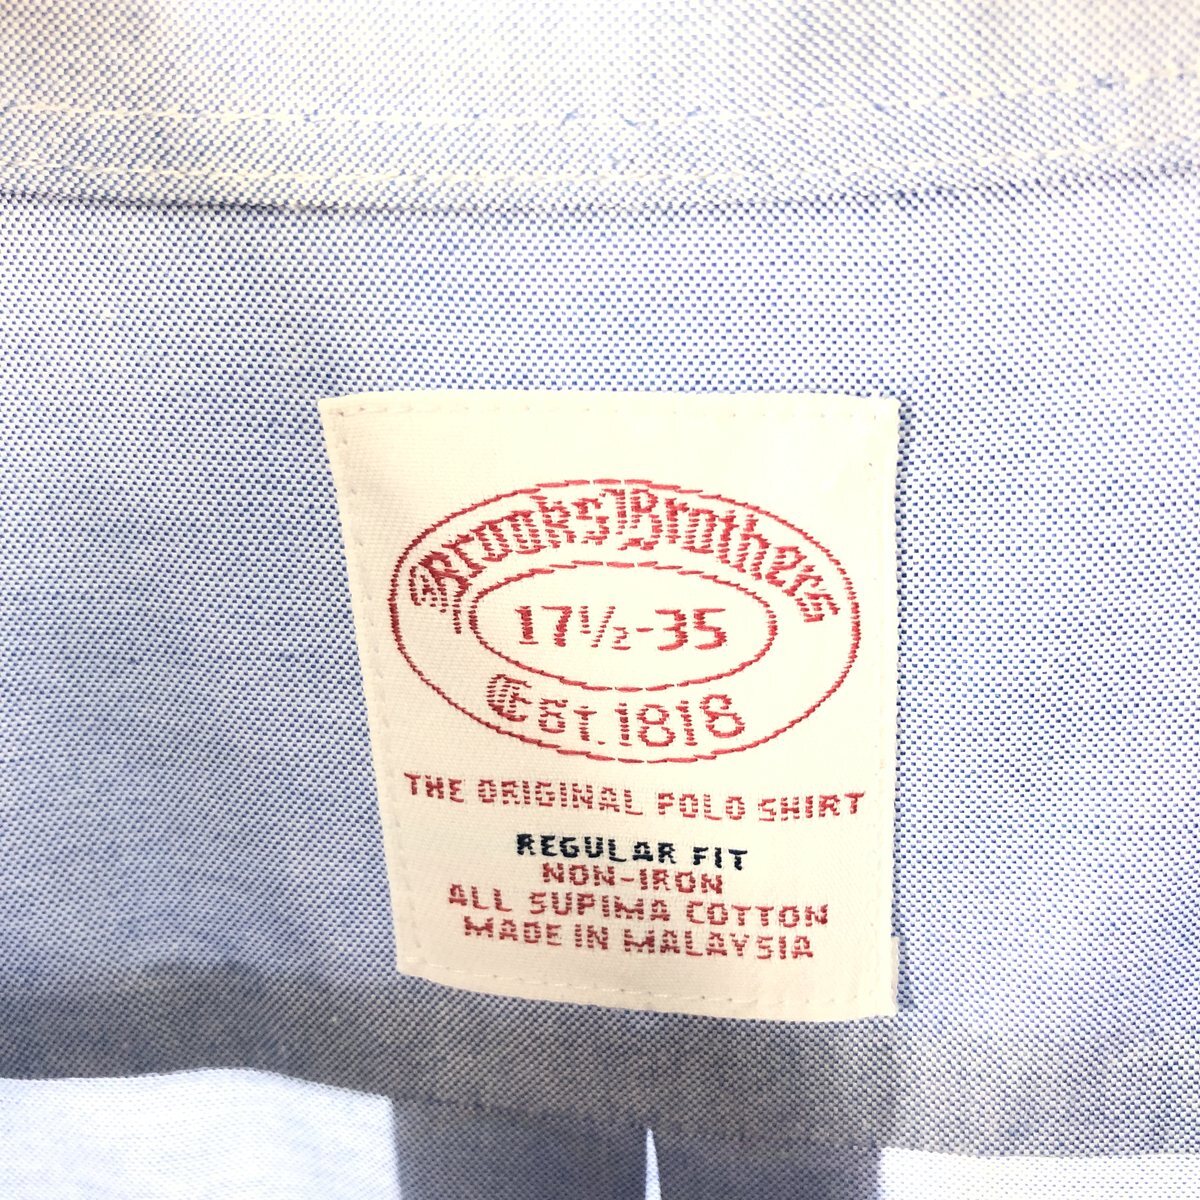 Brooks Brothers
17½-35
Est. 1818
THE ORIGINAL POLO SHIRT
REGULAR FIT
NON-IRON
ALL SUPIMA COTTON
MADE IN MALAYSIA